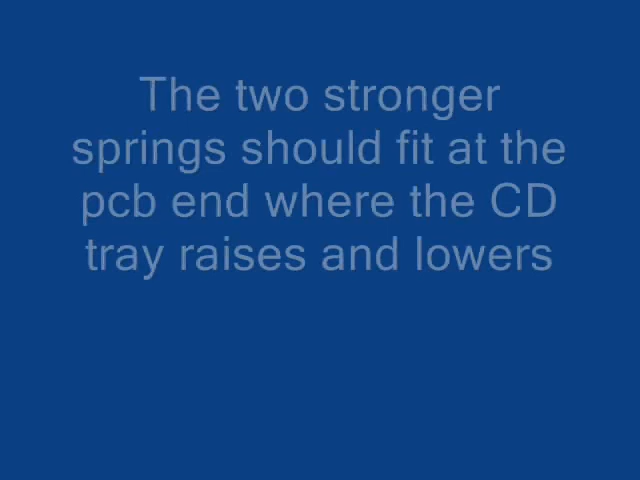 The two stronger
springs should fit at the
pcb end where the CD
tray raises and lowers